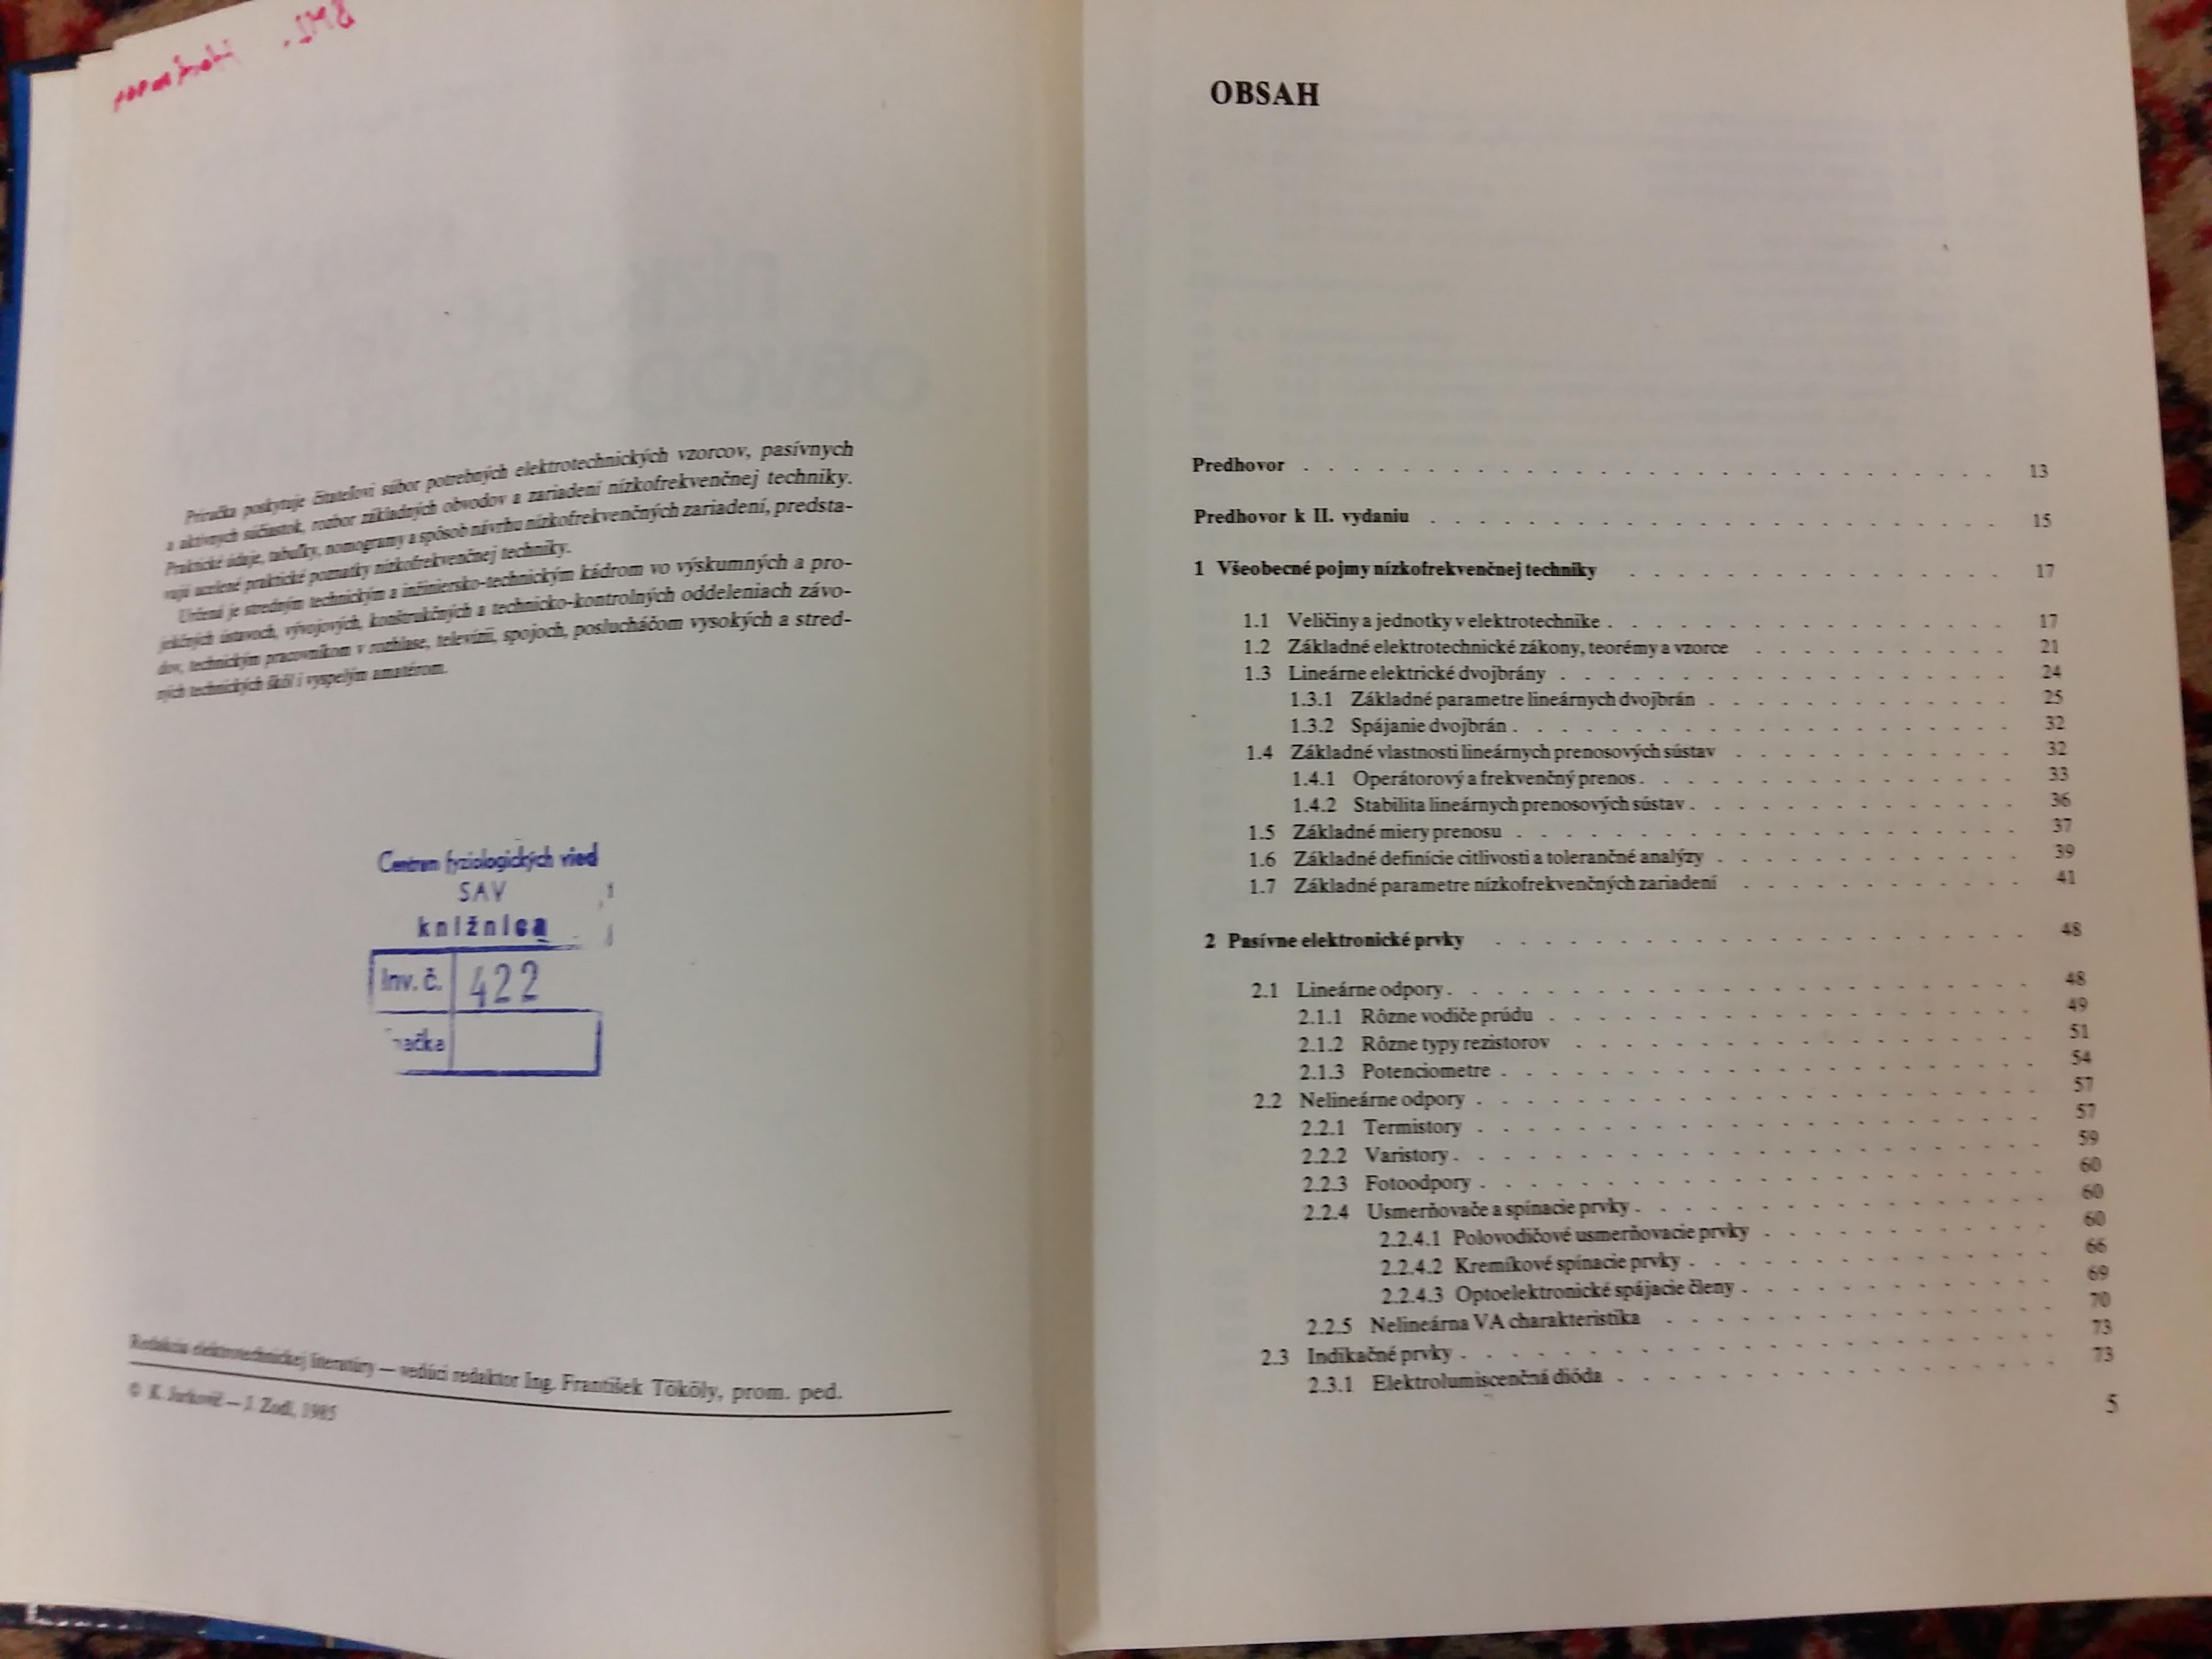 Príručka poskytuje čitateľovi súbor potrebných elektrotechnických vzorcov, pasívnych
a aktívnych súčiastok, rozbor základných obvodov a zariadení nízkofrekvenčnej techniky.
Praktické údaje, tabuľky, nomogramy a spôsob návrhu nízkofrekvenčných zariadení, predsta-
vujú ucelené praktické poznatky nízkofrekvenčnej techniky.
Určená je stredným technickým a inžiniersko-technickým kádrom vo výskumných a pro-
jekčných ústavoch, vývojových, konštrukčných a technicko-kontrolných oddeleniach závo-
dov, technickým pracovníkom v rozhlase, televízii, spojoch, poslucháčom vysokých a stred-
ných technických škôl i vyspelým amatérom.
Centrum fyziologických vied
SAV
knižnica
Inv. č. 422
načka
Redakcia elektrotechnickej literatúry — vedúci redaktor Ing. František Tököly, prom. ped.
© K. Jurkovič — J. Zodl, 1985
OBSAH
Predhovor . . . 13
Predhovor k II. vydaniu . . . 15
1 Všeobecné pojmy nízkofrekvenčnej techniky . . . 17
1.1 Veličiny a jednotky v elektrotechnike . . . 17
1.2 Základné elektrotechnické zákony, teorémy a vzorce . . . 21
1.3 Lineárne elektrické dvojbrány . . . 24
1.3.1 Základné parametre lineárnych dvojbrán . . . 25
1.3.2 Spájanie dvojbrán . . . 32
1.4 Základné vlastnosti lineárnych prenosových sústav . . . 32
1.4.1 Operátorový a frekvenčný prenos . . . 33
1.4.2 Stabilita lineárnych prenosových sústav . . . 36
1.5 Základné miery prenosu . . . 37
1.6 Základné definície citlivosti a tolerančné analýzy . . . 39
1.7 Základné parametre nízkofrekvenčných zariadení . . . 41
2 Pasívne elektronické prvky . . . 48
2.1 Lineárne odpory . . . 48
2.1.1 Rôzne vodiče prúdu . . . 49
2.1.2 Rôzne typy rezistorov . . . 51
2.1.3 Potenciometre . . . 54
2.2 Nelineárne odpory . . . 57
2.2.1 Termistory . . . 57
2.2.2 Varistory . . . 59
2.2.3 Fotoodpory . . . 60
2.2.4 Usmerňovače a spínacie prvky . . . 60
2.2.4.1 Polovodičové usmerňovacie prvky . . . 60
2.2.4.2 Kremíkové spínacie prvky . . . 66
2.2.4.3 Optoelektronické spájacie členy . . . 69
2.2.5 Nelineárna VA charakteristika . . . 70
2.3 Indikačné prvky . . . 73
2.3.1 Elektrolumiscenčná dióda . . . 73
5